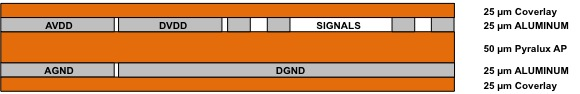 25 µm Coverlay
AVDD DVDD SIGNALS 25 µm ALUMINUM
50 µm Pyralux AP
AGND DGND 25 µm ALUMINUM
25 µm Coverlay